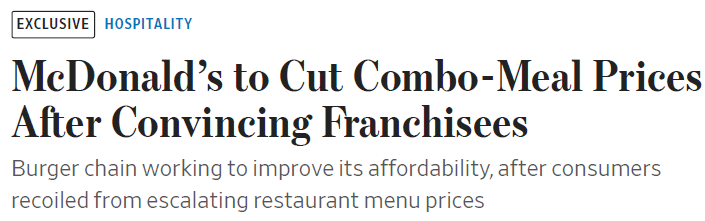 EXCLUSIVE HOSPITALITY
McDonald’s to Cut Combo-Meal Prices
After Convincing Franchisees
Burger chain working to improve its affordability, after consumers
recoiled from escalating restaurant menu prices